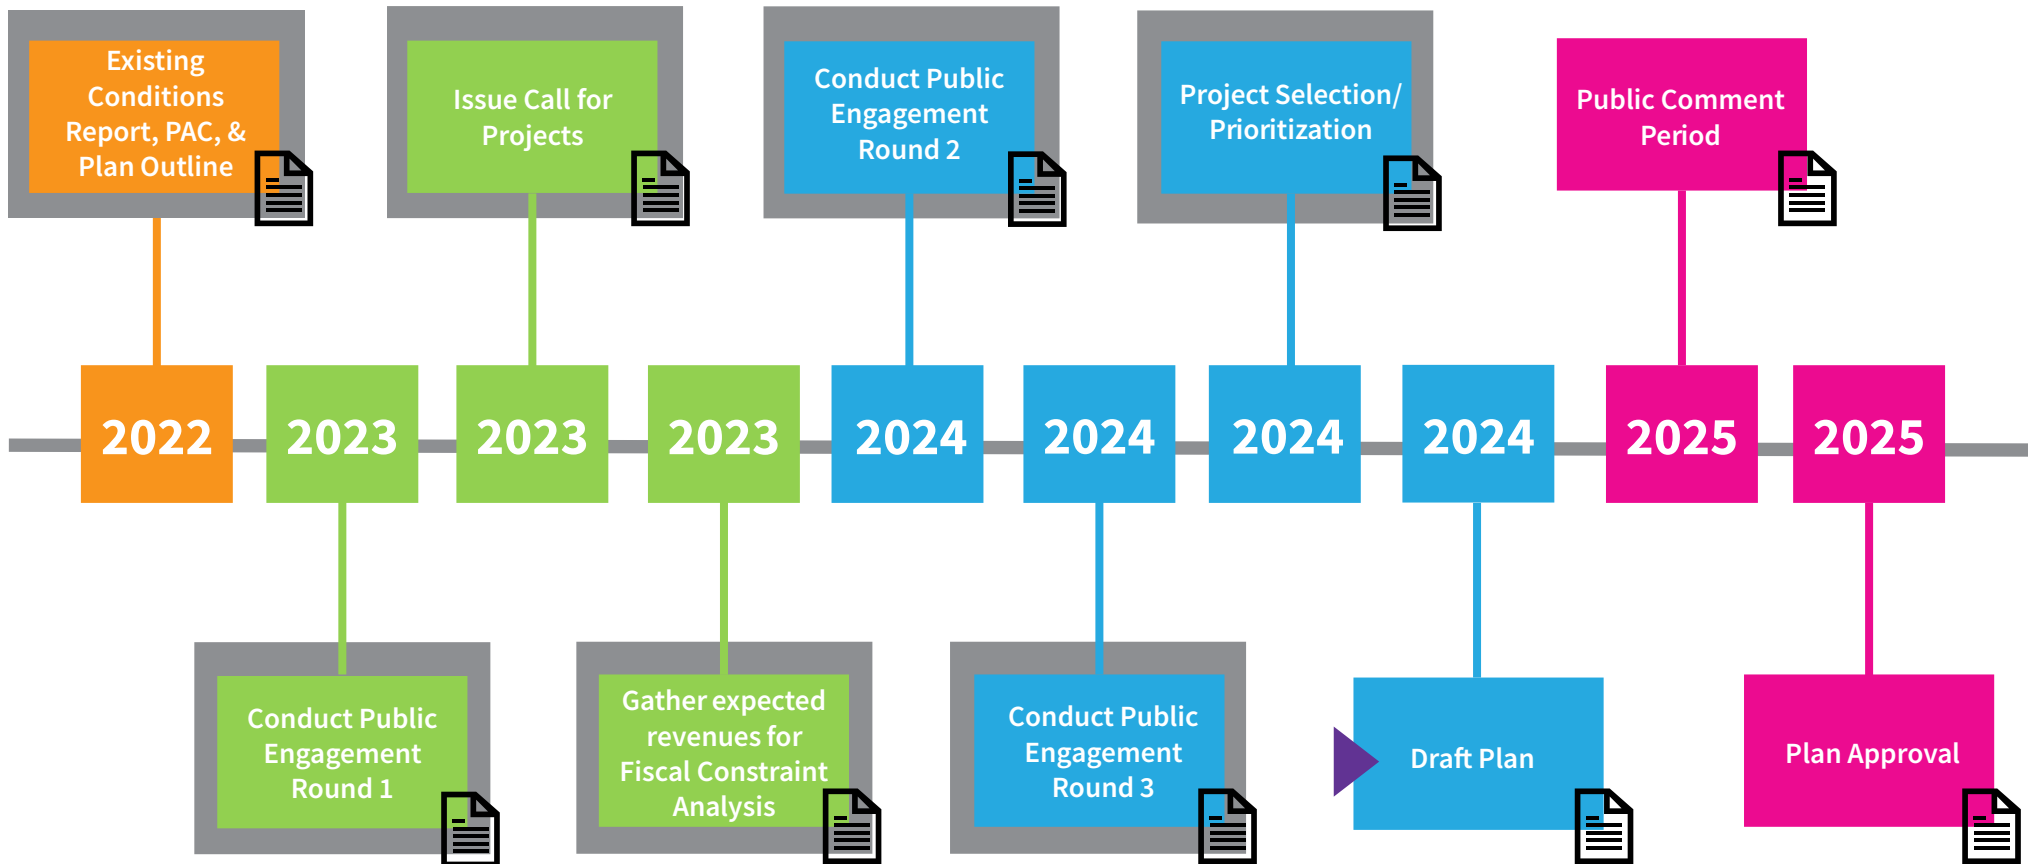 Existing
Conditions
Report, PAC, &
Plan Outline
Issue Call for
Projects
Conduct Public
Engagement
Round 2
Project Selection/
Prioritization
Public Comment
Period
2022
2023
2023
2023
2024
2024
2024
2024
2025
2025
Conduct Public
Engagement
Round 1
Gather expected
revenues for
Fiscal Constraint
Analysis
Conduct Public
Engagement
Round 3
Draft Plan
Plan Approval